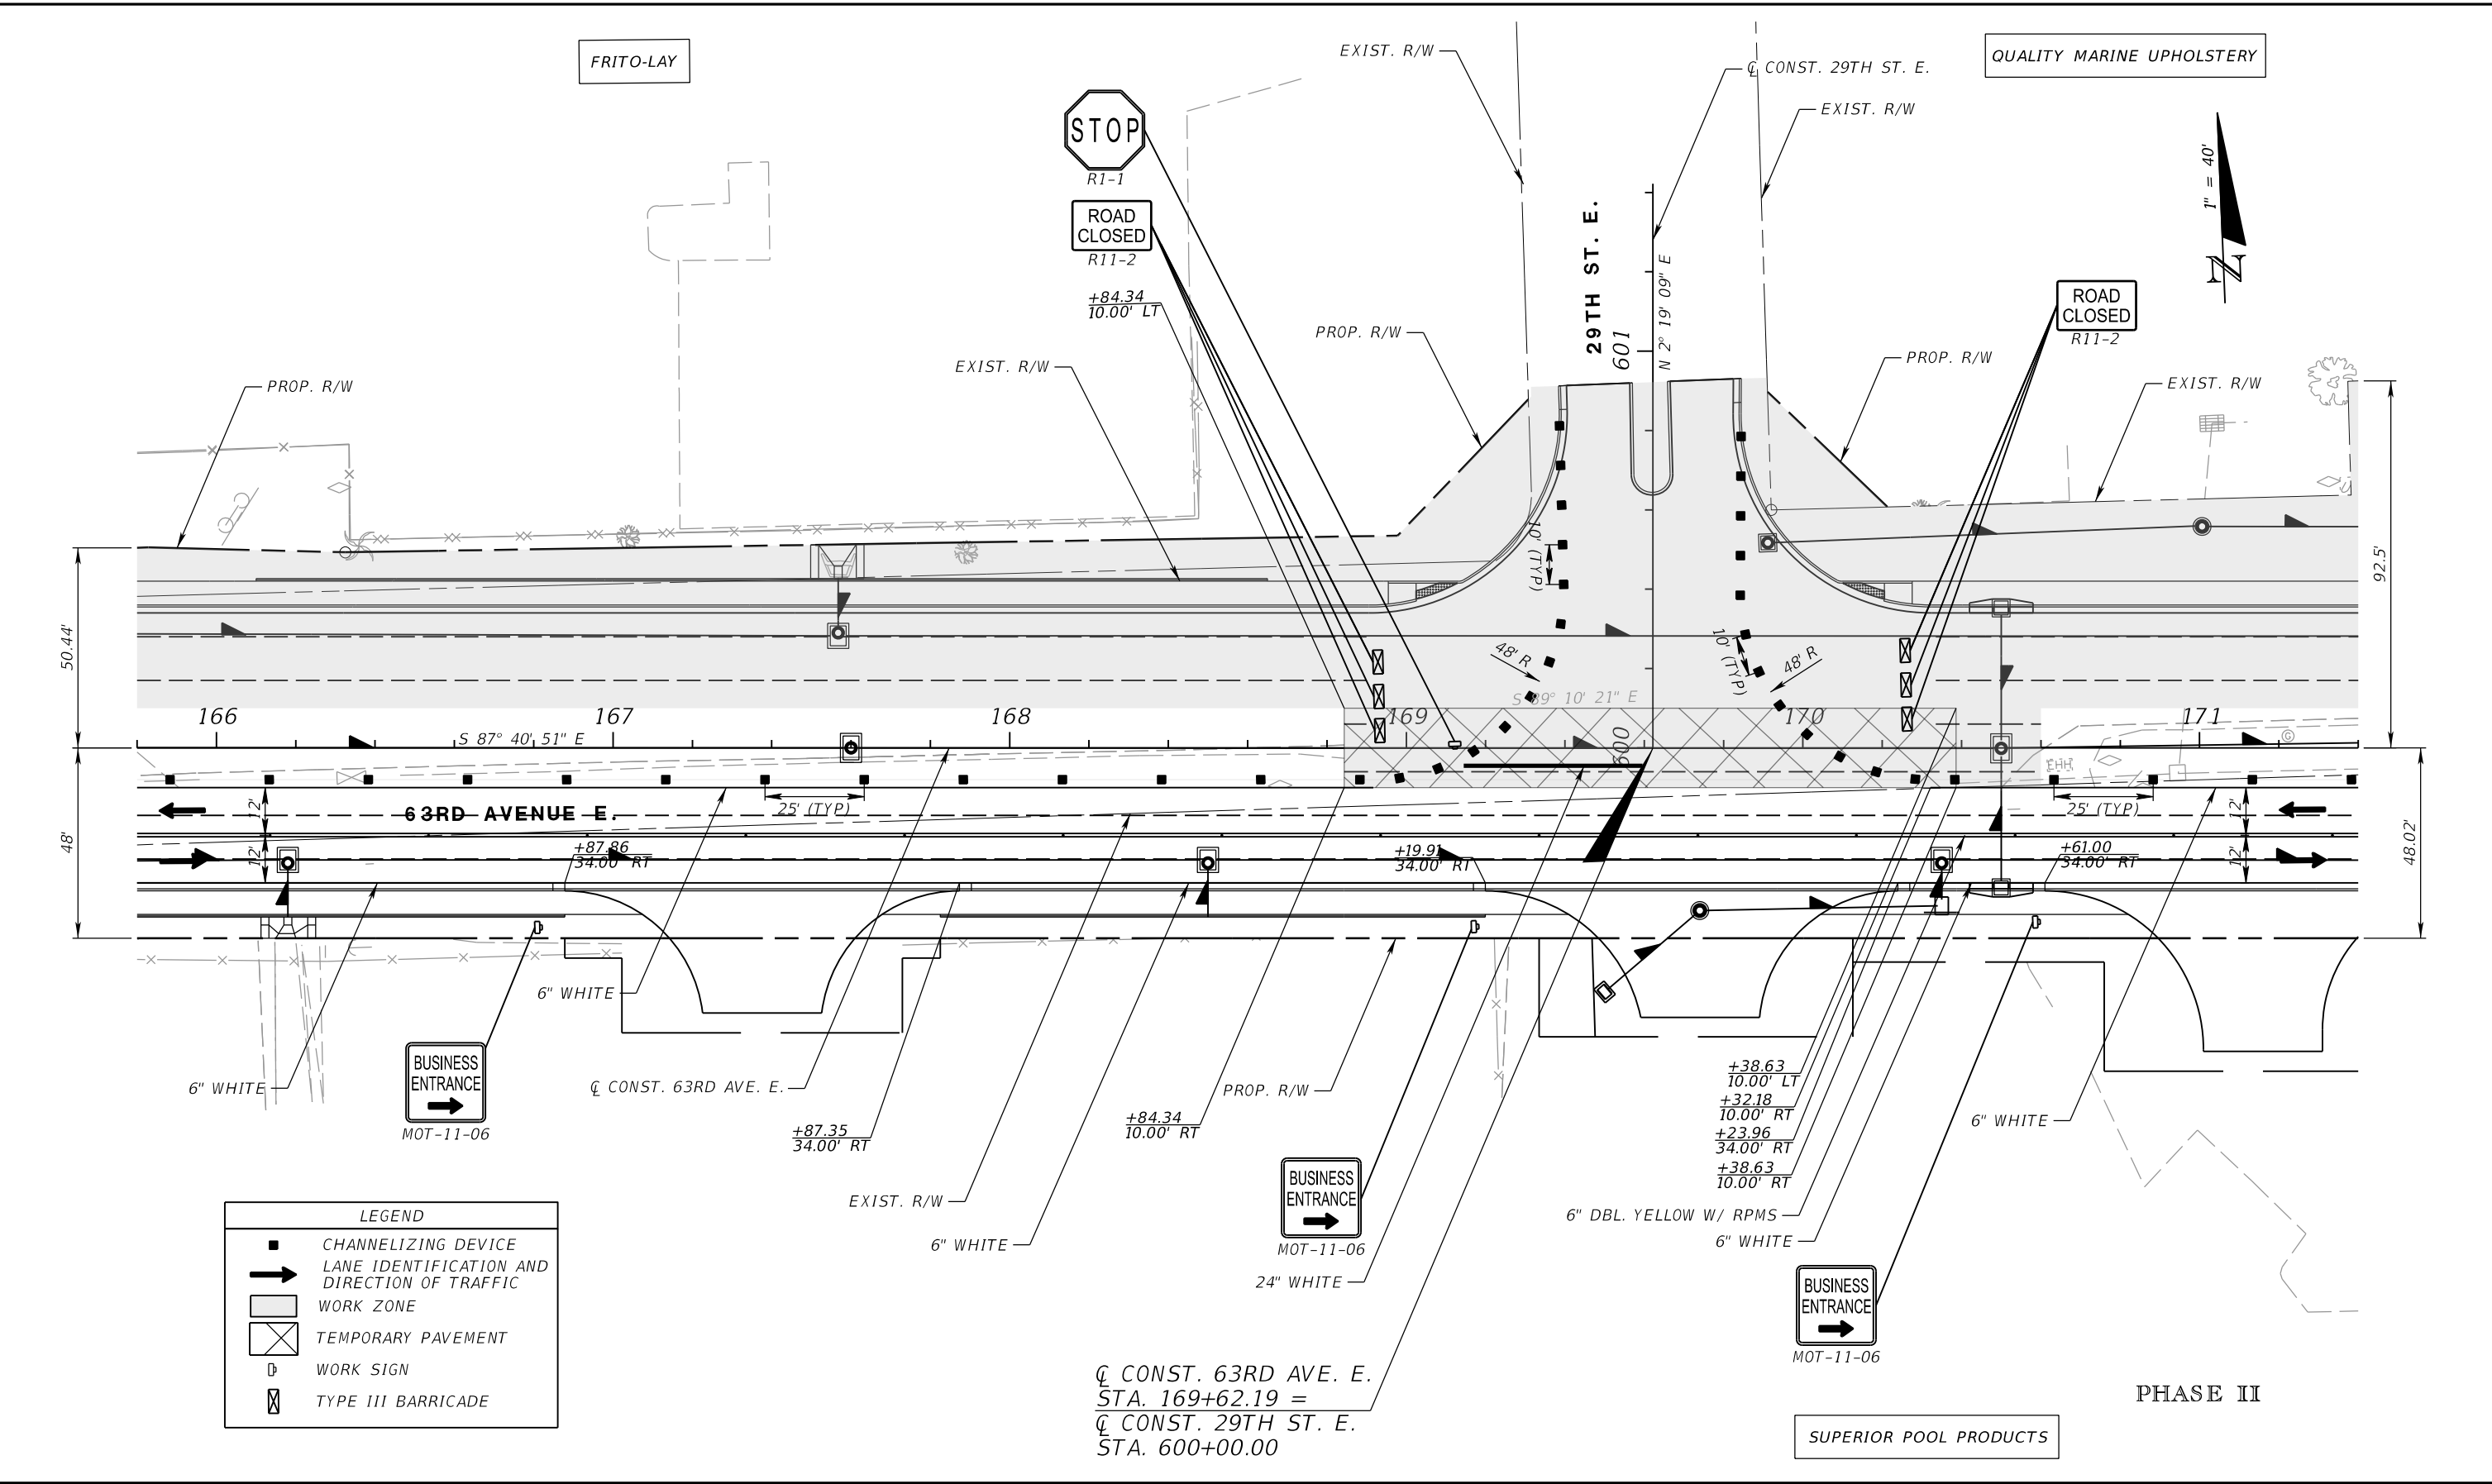 FRITO-LAY
EXIST. R/W
℄ CONST. 29TH ST. E.
QUALITY MARINE UPHOLSTERY
EXIST. R/W
STOP
R1-1
ROAD
CLOSED
R11-2
+84.34
10.00' LT
1" = 40'
N
29TH ST. E.
601
N 2° 19' 09" E
ROAD
CLOSED
R11-2
PROP. R/W
EXIST. R/W
PROP. R/W
PROP. R/W
EXIST. R/W
10' (TYP)
92.5'
50.44'
48' R
10' (TYP)
48' R
S 89° 10' 21" E
166
167
168
169
170
171
S 87° 40' 51" E
600
G
EHH
12'
63RD AVENUE E.
25' (TYP)
25' (TYP)
12'
48'
12'
+87.86
34.00' RT
+19.91
34.00' RT
+61.00
34.00' RT
12'
48.02'
6" WHITE
6" WHITE
BUSINESS
ENTRANCE
MOT-11-06
℄ CONST. 63RD AVE. E.
+87.35
34.00' RT
+84.34
10.00' RT
PROP. R/W
+38.63
10.00' LT
+32.18
10.00' RT
+23.96
34.00' RT
+38.63
10.00' RT
6" WHITE
EXIST. R/W
6" WHITE
BUSINESS
ENTRANCE
MOT-11-06
24" WHITE
6" DBL. YELLOW W/ RPMS
6" WHITE
BUSINESS
ENTRANCE
MOT-11-06
LEGEND
CHANNELIZING DEVICE
LANE IDENTIFICATION AND
DIRECTION OF TRAFFIC
WORK ZONE
TEMPORARY PAVEMENT
WORK SIGN
TYPE III BARRICADE
℄ CONST. 63RD AVE. E.
STA. 169+62.19 =
℄ CONST. 29TH ST. E.
STA. 600+00.00
PHASE II
SUPERIOR POOL PRODUCTS